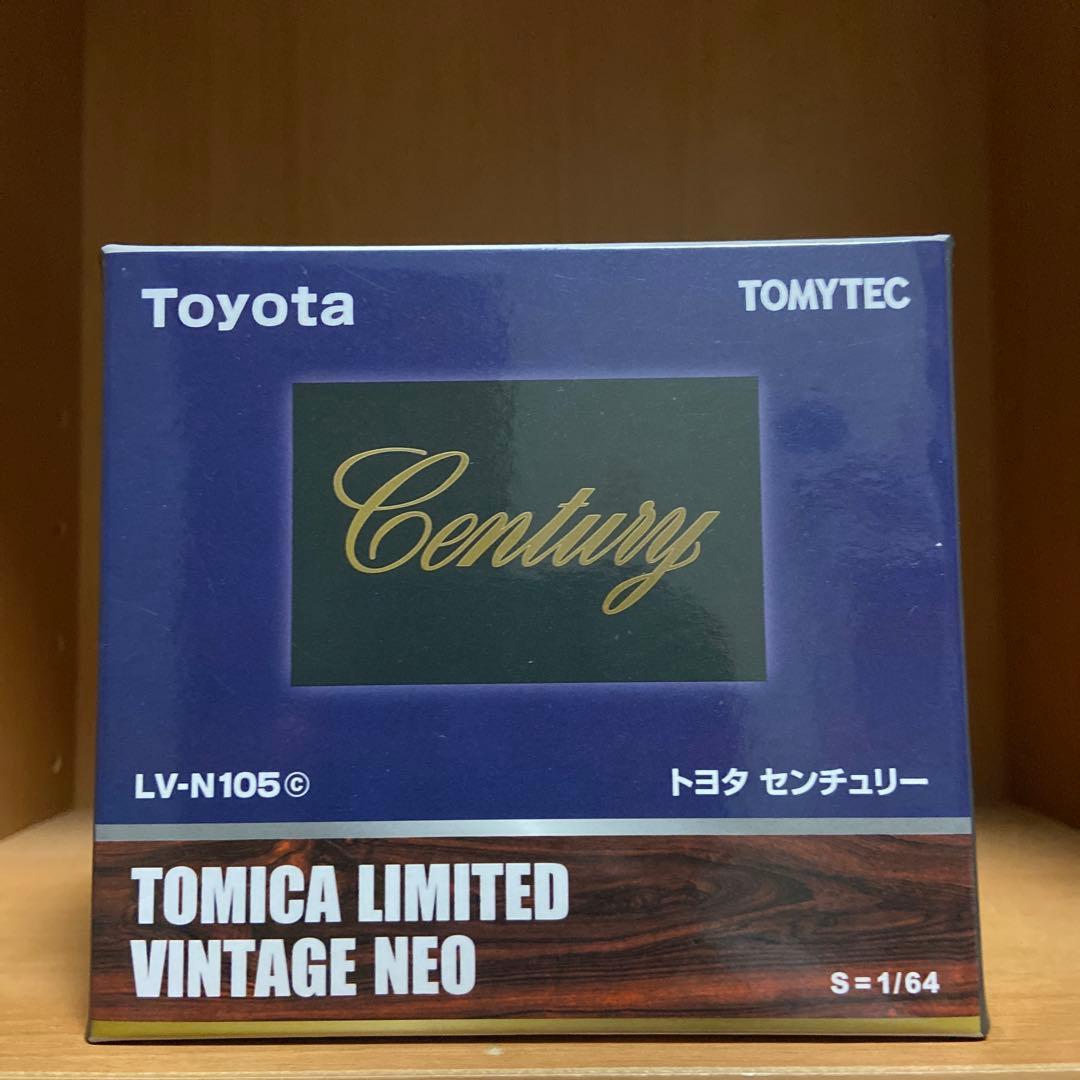 Toyota
TOMYTEC
Century
LV-N105ⓒ
トヨタ センチュリー
TOMICA LIMITED
VINTAGE NEO
S=1/64